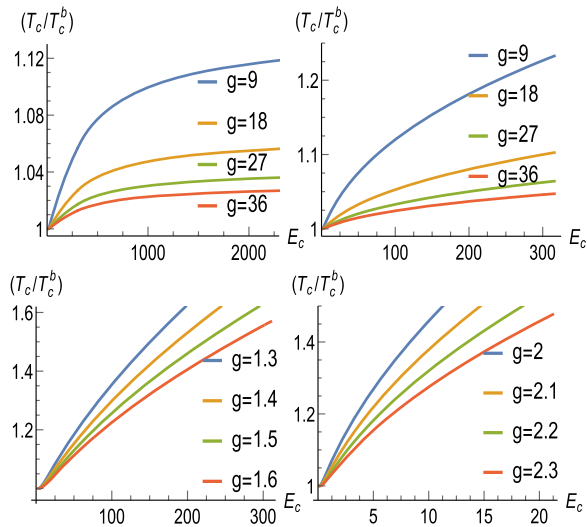 (T_c/T_c^b)
1.12
1.08
1.04
1
1000
2000
E_c
g=9
g=18
g=27
g=36
(T_c/T_c^b)
1.2
1.1
1
100
200
300
E_c
g=9
g=18
g=27
g=36
(T_c/T_c^b)
1.6
1.4
1.2
100
200
300
E_c
g=1.3
g=1.4
g=1.5
g=1.6
(T_c/T_c^b)
1.4
1.2
1
5
10
15
20
E_c
g=2
g=2.1
g=2.2
g=2.3